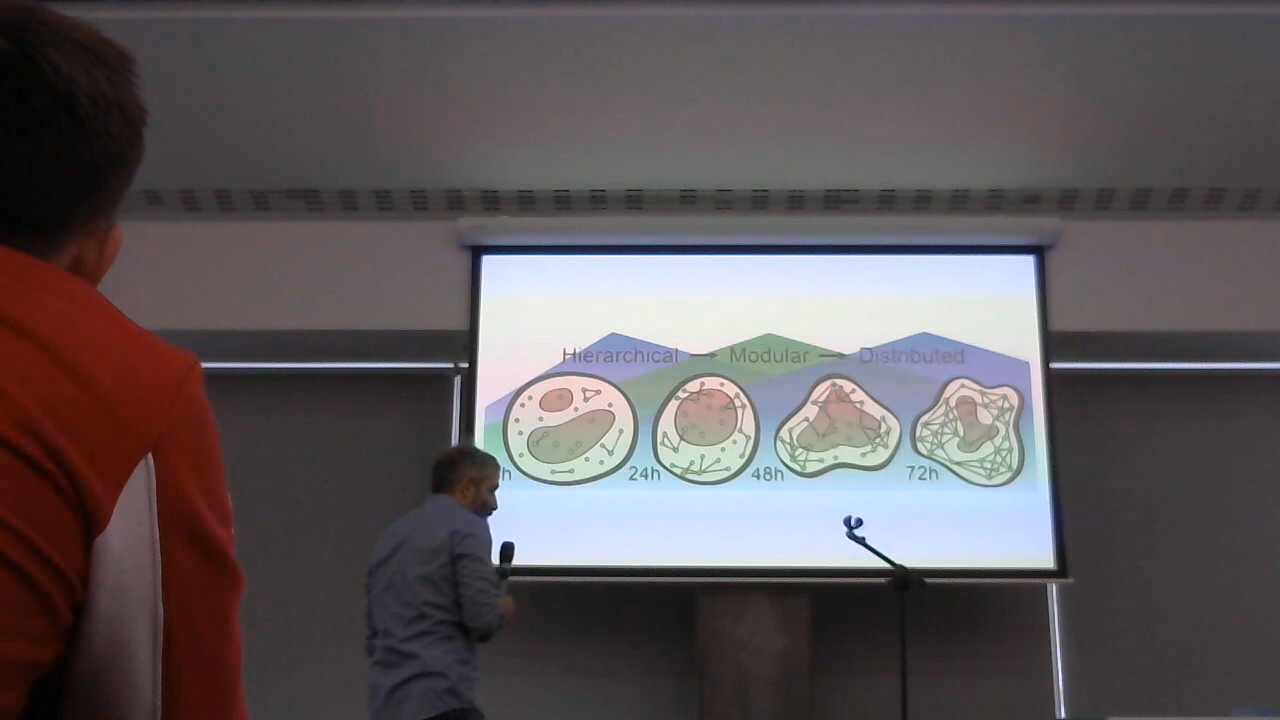 Hierarchical → Modular → Distributed
h 24h 48h 72h